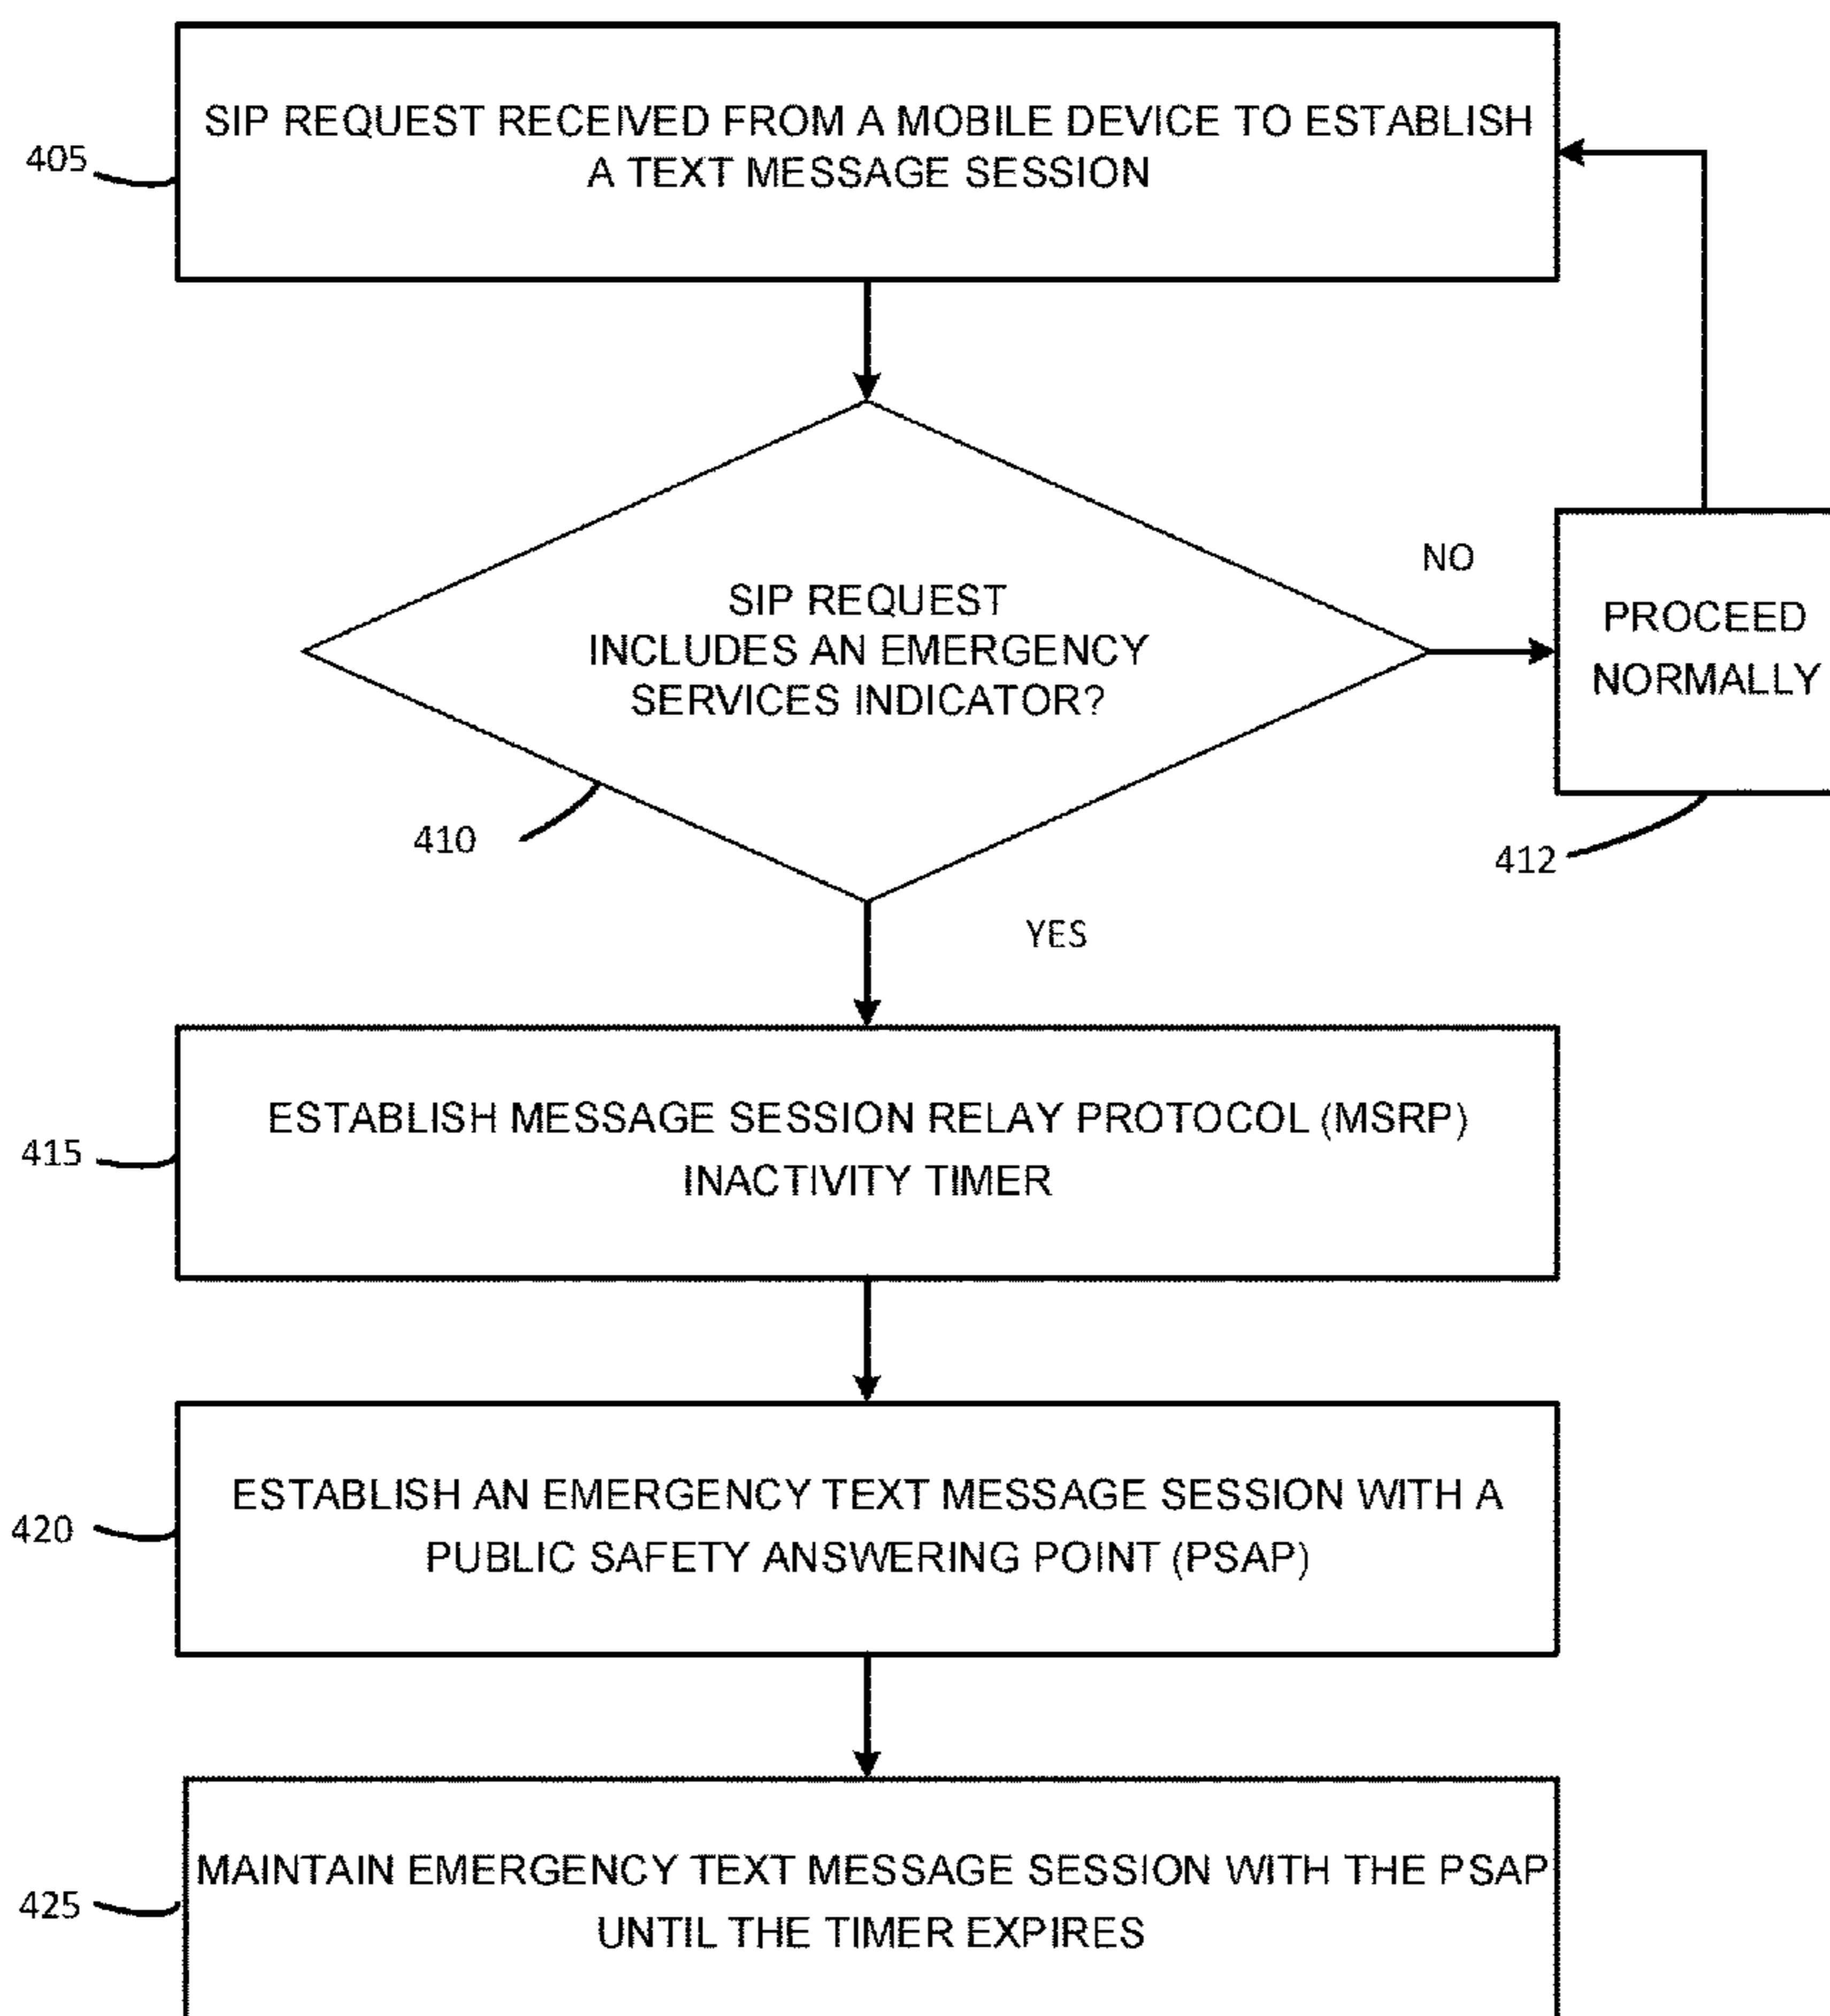 SIP REQUEST RECEIVED FROM A MOBILE DEVICE TO ESTABLISH
A TEXT MESSAGE SESSION
405
SIP REQUEST
INCLUDES AN EMERGENCY
SERVICES INDICATOR?
NO
PROCEED
NORMALLY
410
412
YES
ESTABLISH MESSAGE SESSION RELAY PROTOCOL (MSRP)
INACTIVITY TIMER
415
ESTABLISH AN EMERGENCY TEXT MESSAGE SESSION WITH A
PUBLIC SAFETY ANSWERING POINT (PSAP)
420
MAINTAIN EMERGENCY TEXT MESSAGE SESSION WITH THE PSAP
UNTIL THE TIMER EXPIRES
425